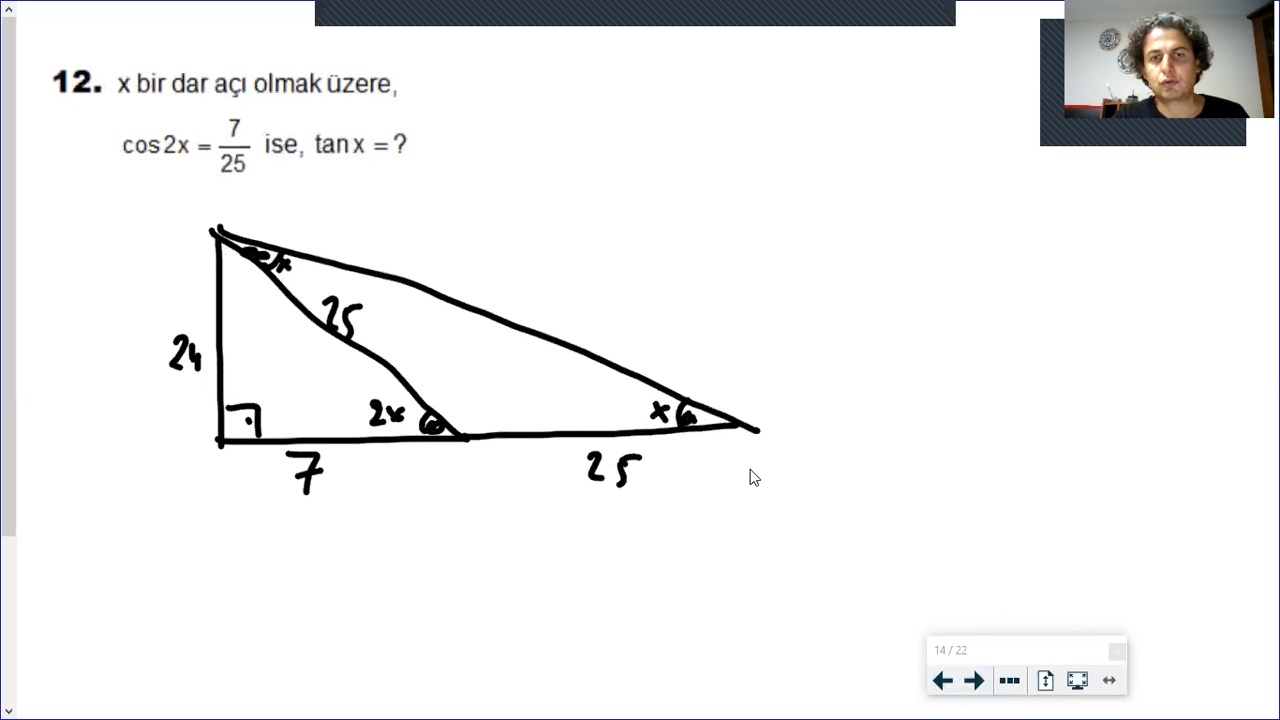 12. x bir dar açı olmak üzere,
cos2x = 7/25 ise, tanx = ?
x
25
24
2x
x
7
25
14 / 22